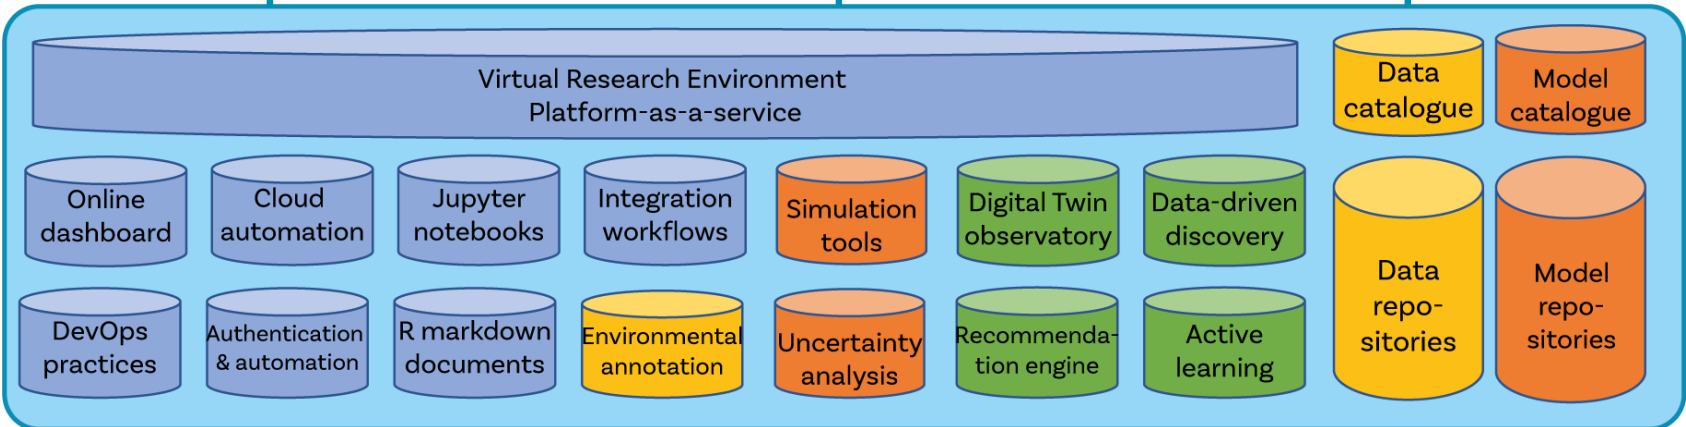 Virtual Research Environment
Platform-as-a-service
Data
catalogue
Model
catalogue
Online
dashboard
Cloud
automation
Jupyter
notebooks
Integration
workflows
Simulation
tools
Digital Twin
observatory
Data-driven
discovery
Data
repo-
sitories
Model
repo-
sitories
DevOps
practices
Authentication
& automation
R markdown
documents
Environmental
annotation
Uncertainty
analysis
Recommenda-
tion engine
Active
learning